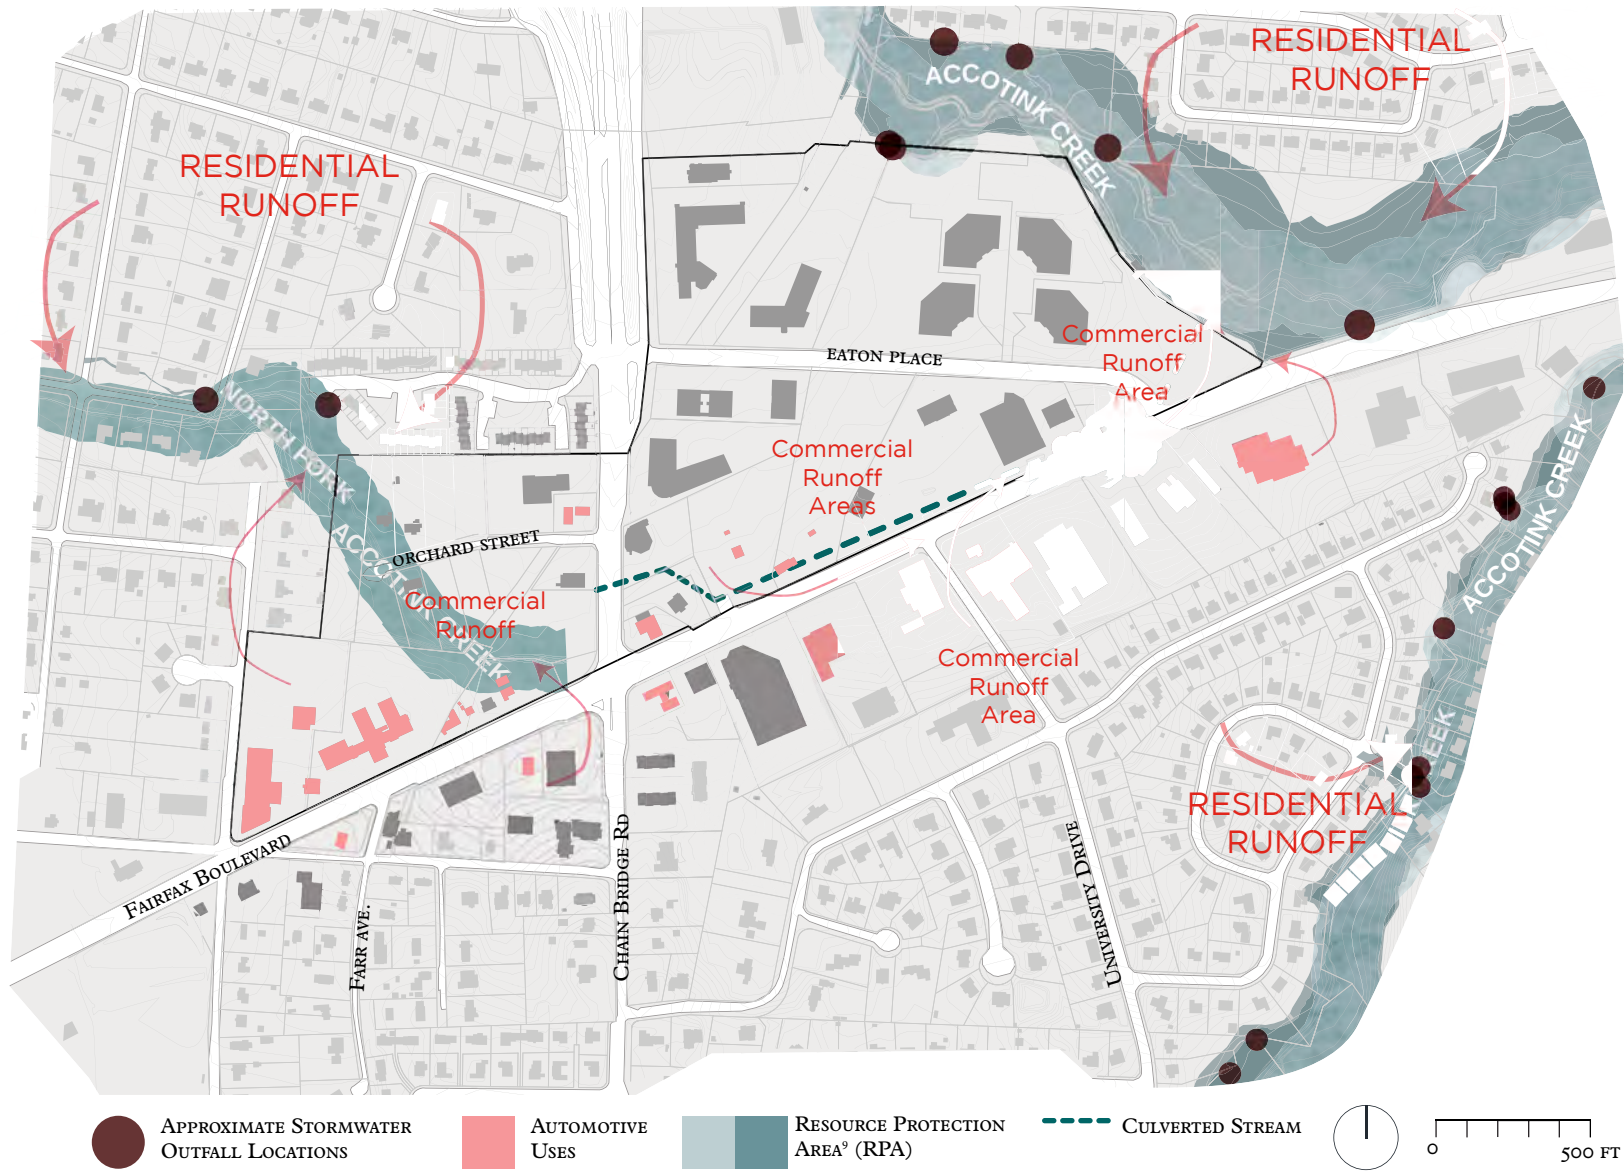 RESIDENTIAL
RUNOFF
ACCOTINK CREEK
RESIDENTIAL
RUNOFF
Commercial
Runoff
Area
EATON PLACE
NORTH FORK
ACCOTINK CREEK
Commercial
Runoff
Areas
ORCHARD STREET
Commercial
Runoff
ACCOTINK CREEK
Commercial
Runoff
Area
EEK
RESIDENTIAL
RUNOFF
FAIRFAX BOULEVARD
FARR AVE.
CHAIN BRIDGE RD
UNIVERSITY DRIVE
APPROXIMATE STORMWATER
OUTFALL LOCATIONS
AUTOMOTIVE
USES
RESOURCE PROTECTION
AREA⁹ (RPA)
CULVERTED STREAM
0 500 FT